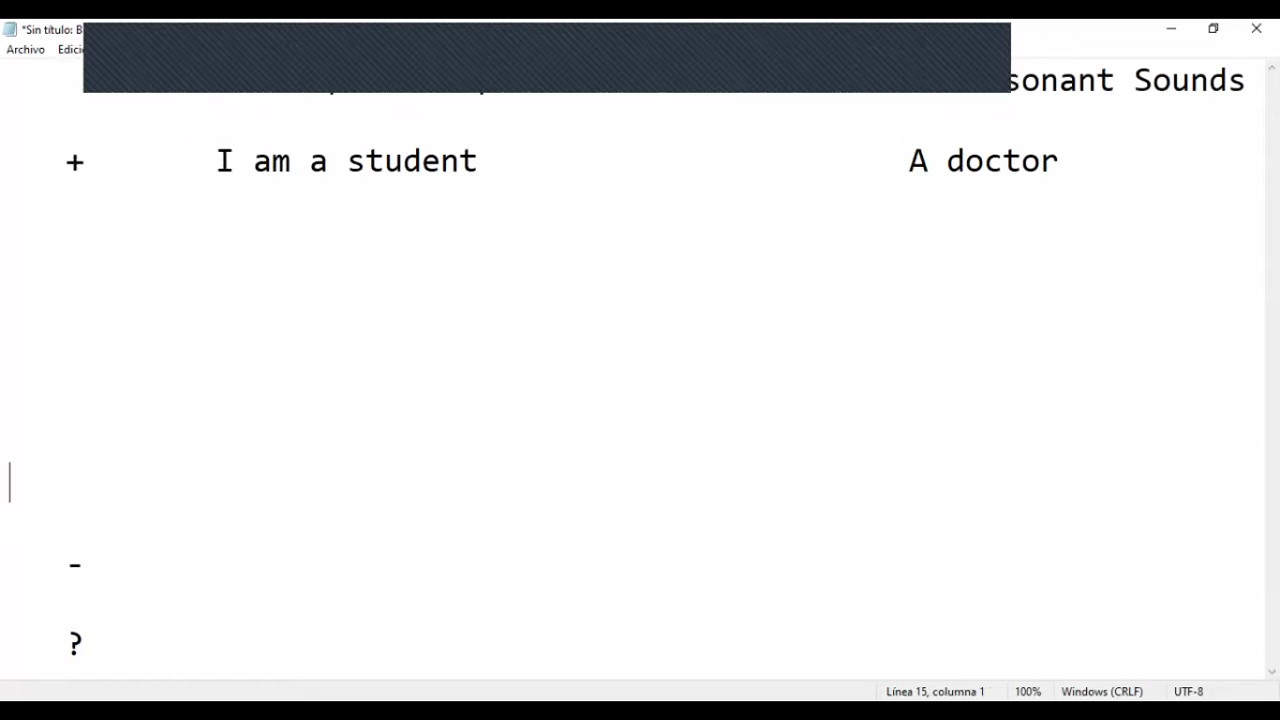 *Sin título: B
Archivo Edici
sonant Sounds
+ I am a student A doctor
-
?
Línea 15, columna 1 100% Windows (CRLF) UTF-8